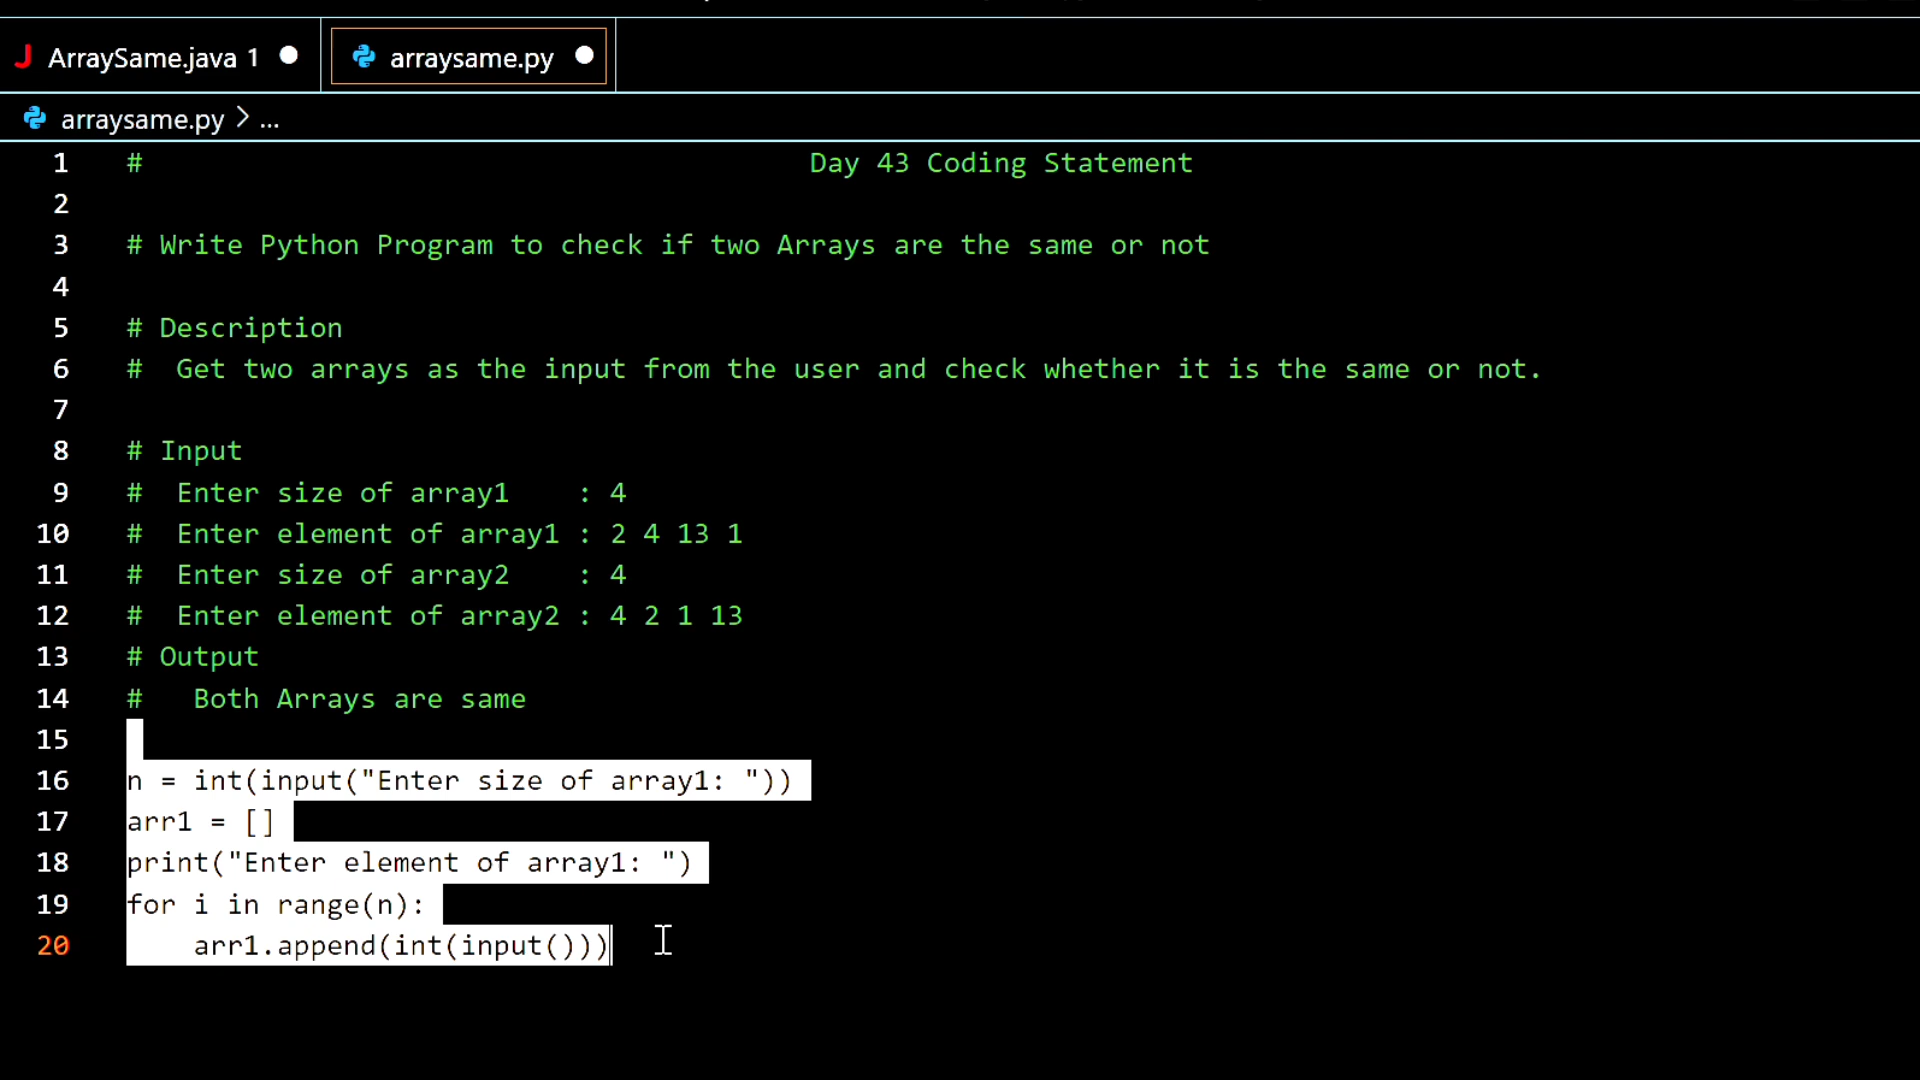 ArraySame.java 1
arraysame.py
arraysame.py > ...
1 # Day 43 Coding Statement
2
3 # Write Python Program to check if two Arrays are the same or not
4
5 # Description
6 #  Get two arrays as the input from the user and check whether it is the same or not.
7
8 # Input
9 #  Enter size of array1    : 4
10 #  Enter element of array1 : 2 4 13 1
11 #  Enter size of array2    : 4
12 #  Enter element of array2 : 4 2 1 13
13 # Output
14 #   Both Arrays are same
15
16 n = int(input("Enter size of array1: "))
17 arr1 = []
18 print("Enter element of array1: ")
19 for i in range(n):
20     arr1.append(int(input()))